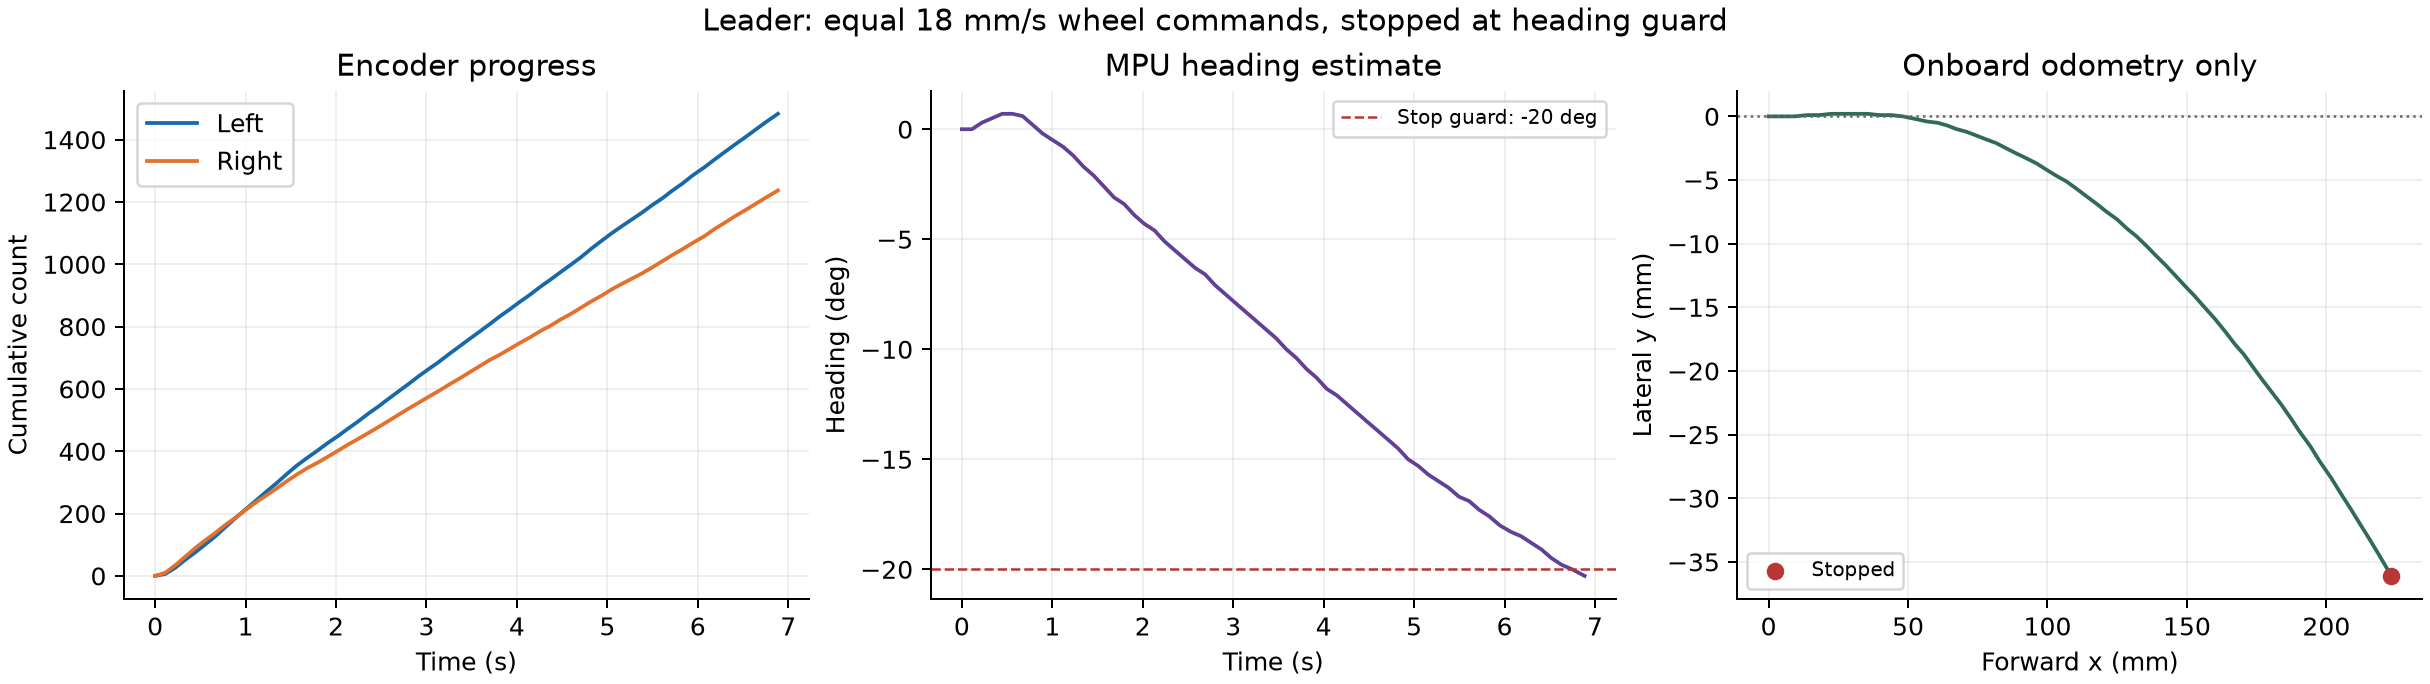 Leader: equal 18 mm/s wheel commands, stopped at heading guard
Encoder progress
Cumulative count
1400
1200
1000
800
600
400
200
0
Left
Right
0 1 2 3 4 5 6 7
Time (s)
MPU heading estimate
Heading (deg)
0
−5
−10
−15
−20
Stop guard: -20 deg
0 1 2 3 4 5 6 7
Time (s)
Onboard odometry only
Lateral y (mm)
0
−5
−10
−15
−20
−25
−30
−35
Stopped
0 50 100 150 200
Forward x (mm)